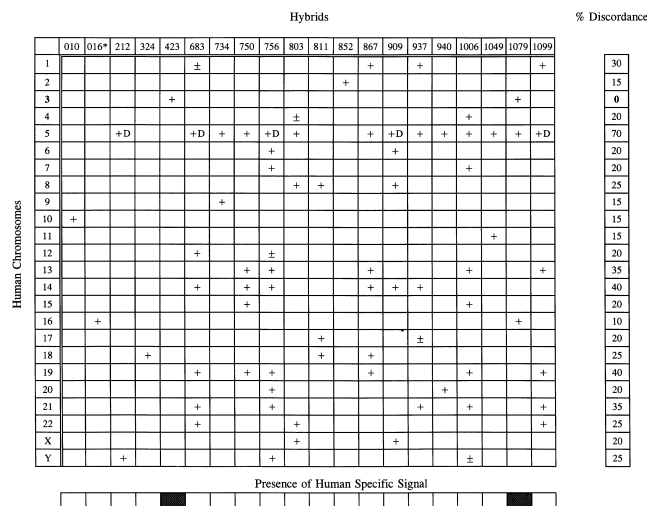 Hybrids % Discordance
010 016* 212 324 423 683 734 750 756 803 811 852 867 909 937 940 1006 1049 1079 1099
1 ± + + + 30
2 + 15
3 + + 0
4 ± + 20
5 +D +D + + +D + + +D + + + + + +D 70
6 + + 20
7 + + 20
8 + + + 25
9 + 15
10 + 15
11 + 15
12 + ± 20
13 + + + + + 35
14 + + + + + + 40
15 + + 20
16 + + 10
17 + ± 20
18 + + + 25
19 + + + + + + 40
20 + + 20
21 + + + + + 35
22 + + + 25
X + + 20
Y + + ± 25
Human Chromosomes
Presence of Human Specific Signal